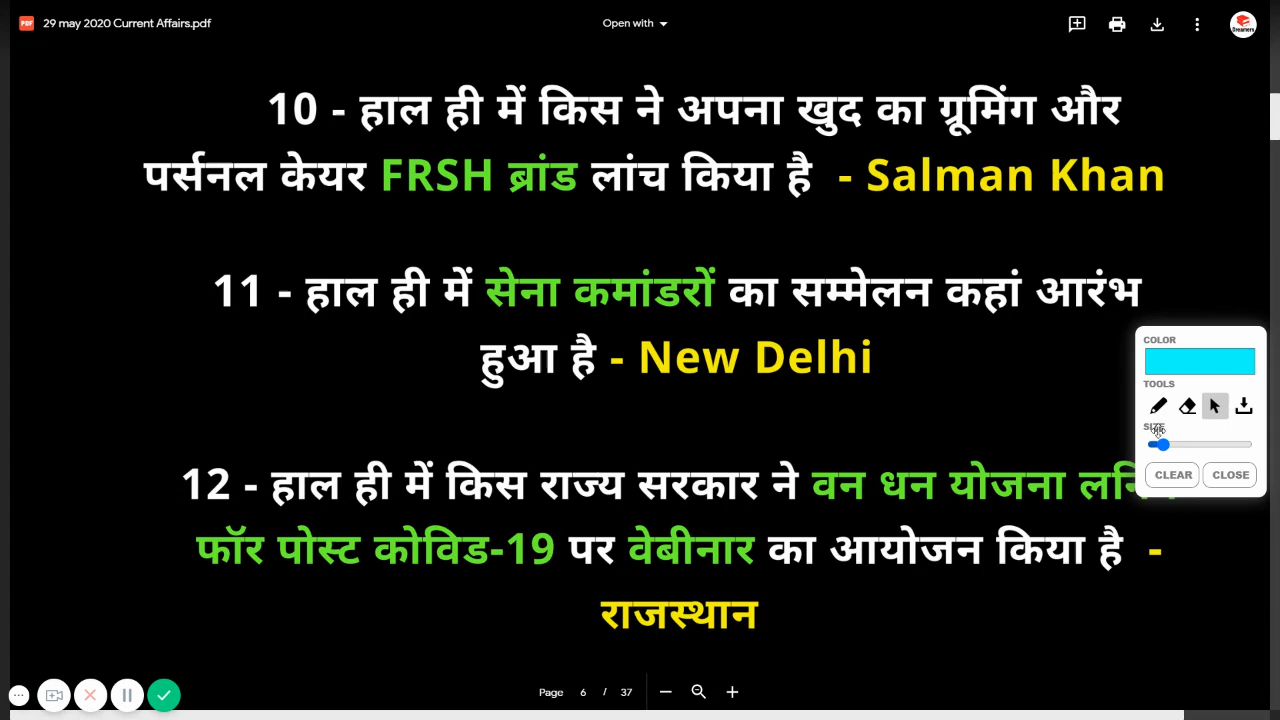 29 may 2020 Current Affairs.pdf
Open with
10 - हाल ही में किस ने अपना खुद का ग्रूमिंग और
पर्सनल केयर FRSH ब्रांड लांच किया है - Salman Khan
11 - हाल ही में सेना कमांडरों का सम्मेलन कहां आरंभ
हुआ है - New Delhi
COLOR
TOOLS
SIZE
CLEAR CLOSE
12 - हाल ही में किस राज्य सरकार ने वन धन योजना
फॉर पोस्ट कोविड-19 पर वेबीनार का आयोजन किया है -
राजस्थान
Page 6 / 37